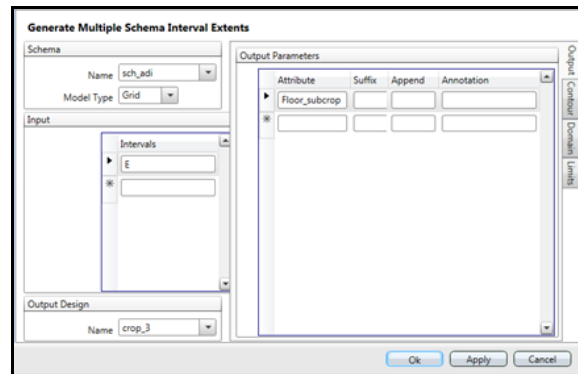 Generate Multiple Schema Interval Extents
Schema
Name sch_adi
Model Type Grid
Input
Intervals
E
Output Design
Name crop_3
Output Parameters
Attribute Suffix Append Annotation
Floor_subcrop
Output
Contour
Domain
Limits
Ok Apply Cancel